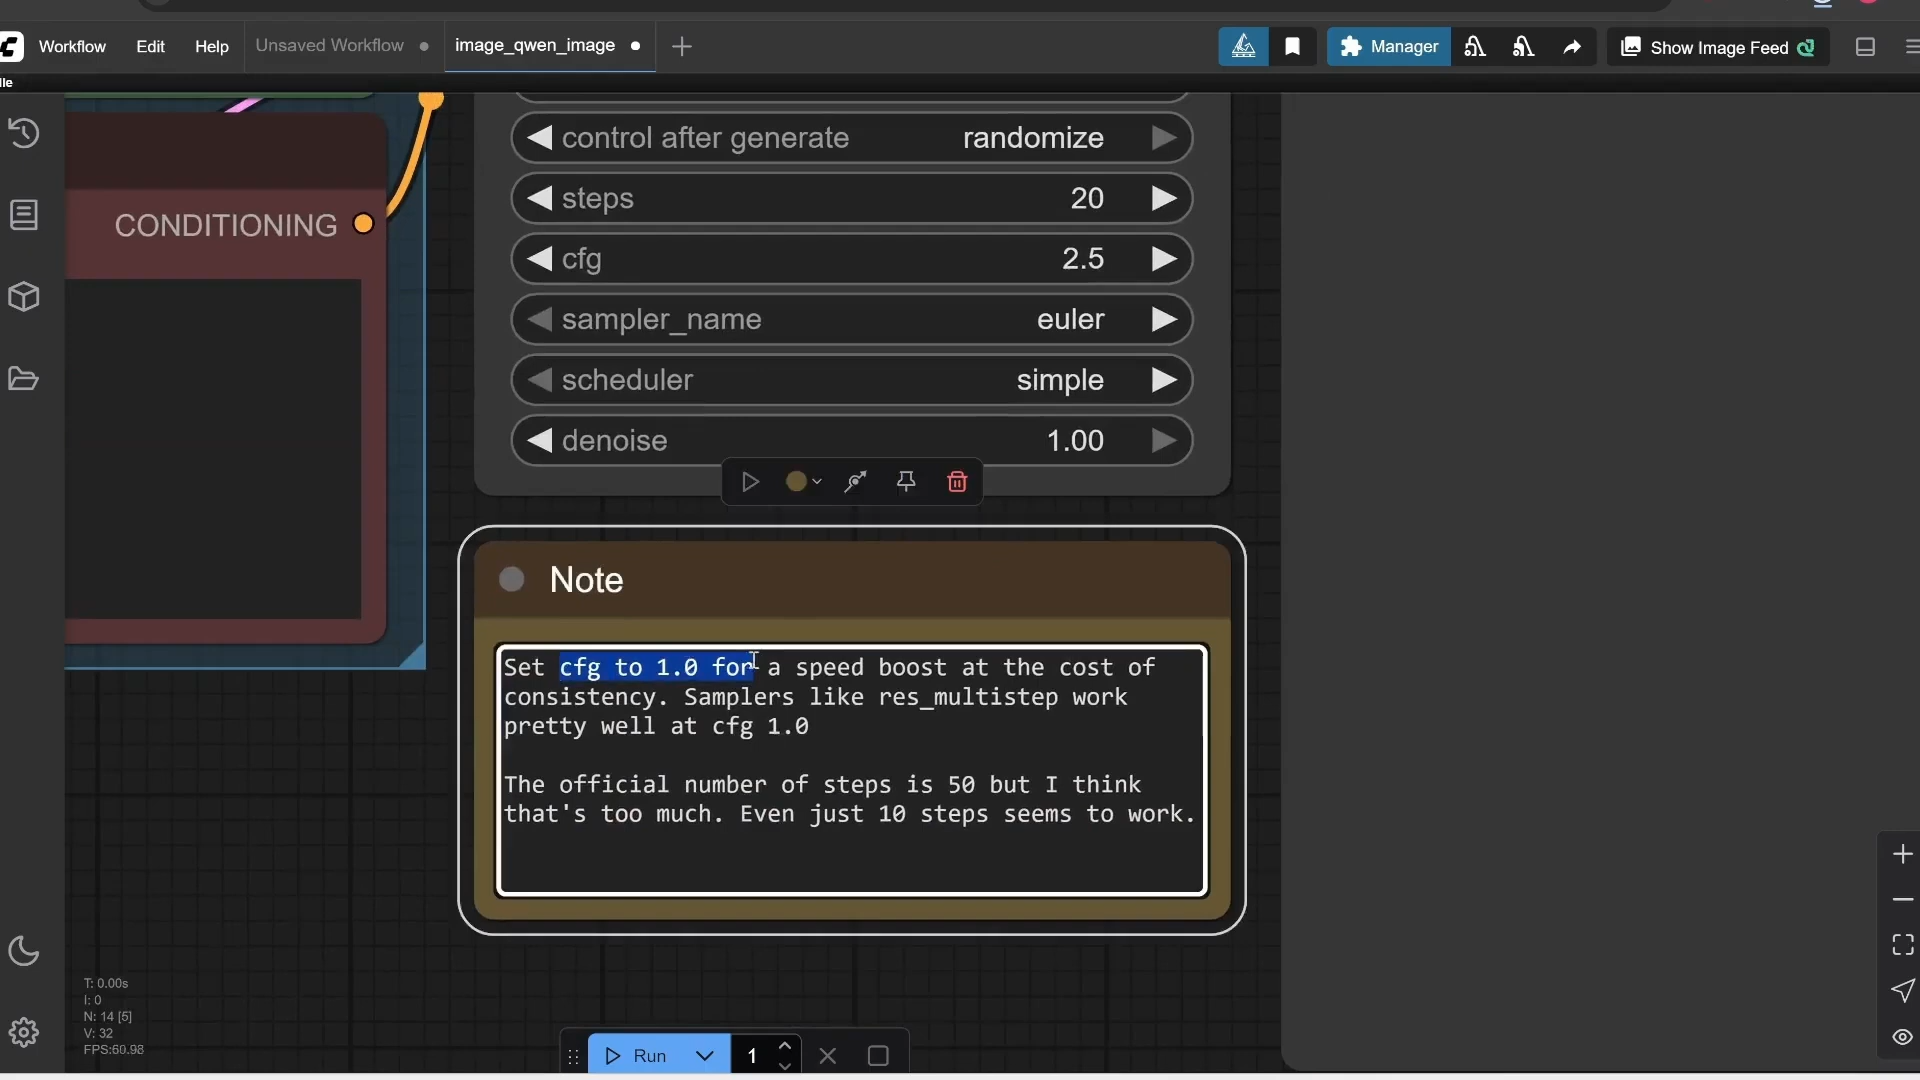 Workflow
Edit
Help
Unsaved Workflow
image_qwen_image
Manager
Show Image Feed
control after generate randomize
steps 20
CONDITIONING
cfg 2.5
sampler_name euler
scheduler simple
denoise 1.00
Note
Set cfg to 1.0 for a speed boost at the cost of
consistency. Samplers like res_multistep work
pretty well at cfg 1.0
The official number of steps is 50 but I think
that's too much. Even just 10 steps seems to work.
T: 0.00s
I: 0
N: 14 [5]
V: 32
FPS:60.98
Run 1